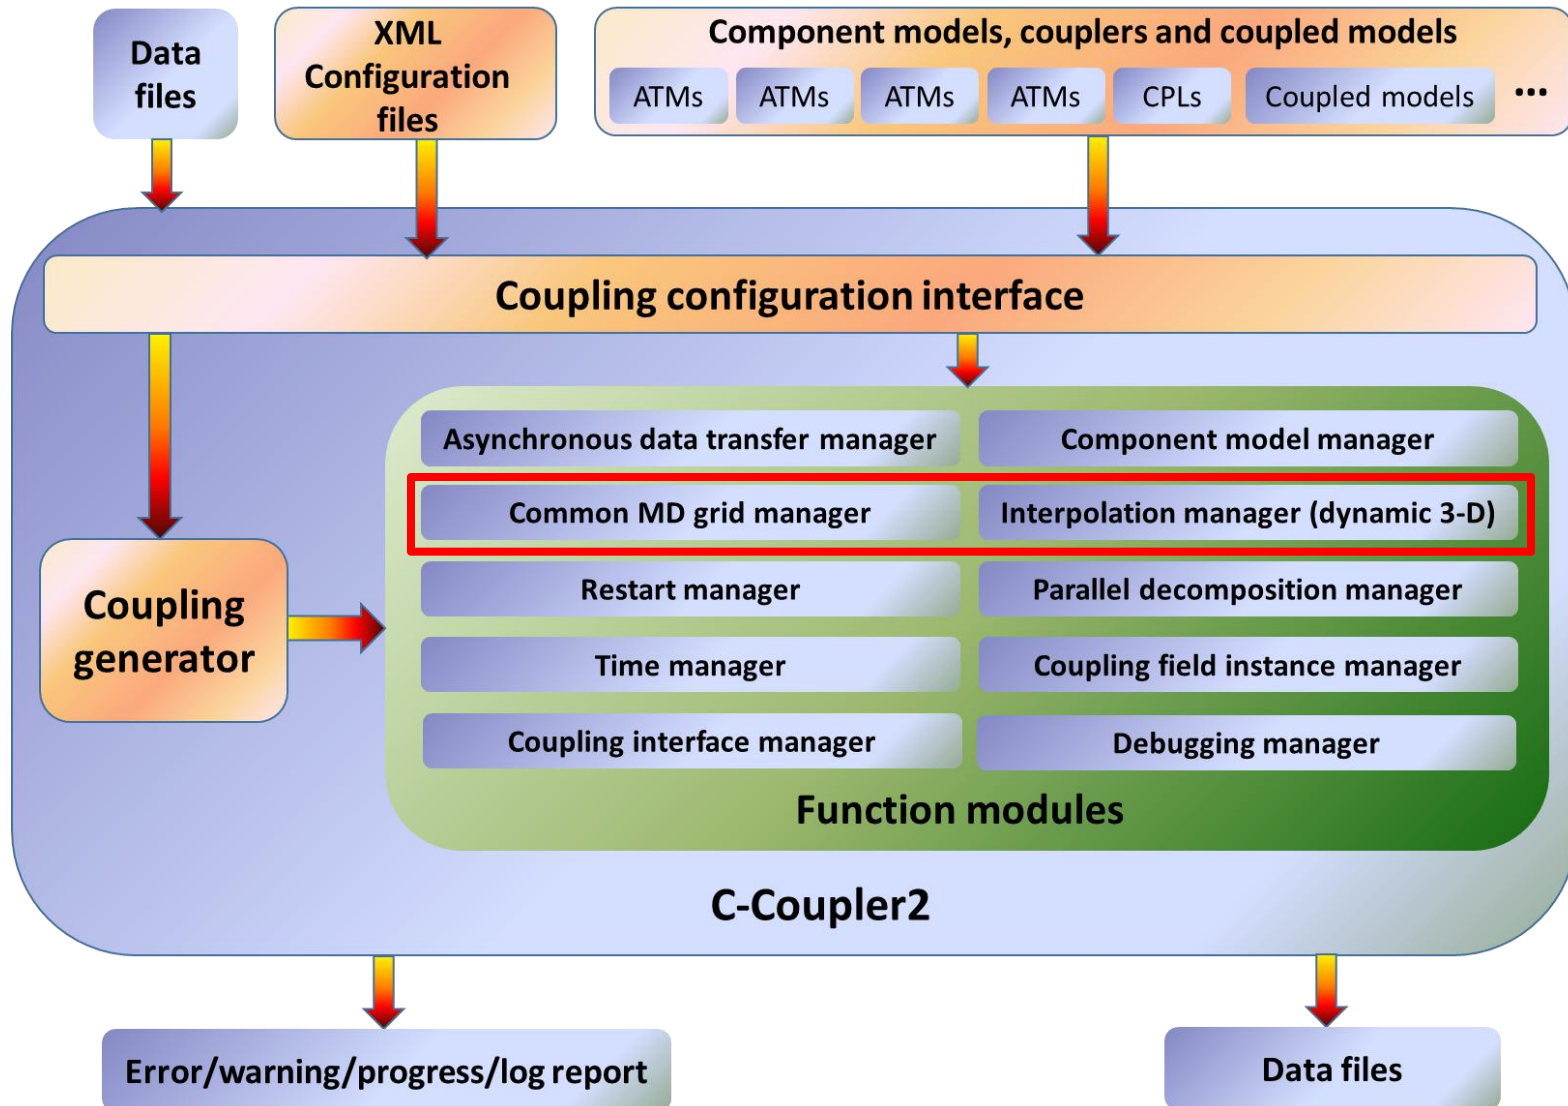 Data
files
XML
Configuration
files
Component models, couplers and coupled models
ATMs ATMs ATMs ATMs CPLs Coupled models ...
Coupling configuration interface
Asynchronous data transfer manager Component model manager
Common MD grid manager Interpolation manager (dynamic 3-D)
Restart manager Parallel decomposition manager
Coupling
generator
Time manager Coupling field instance manager
Coupling interface manager Debugging manager
Function modules
C-Coupler2
Error/warning/progress/log report Data files